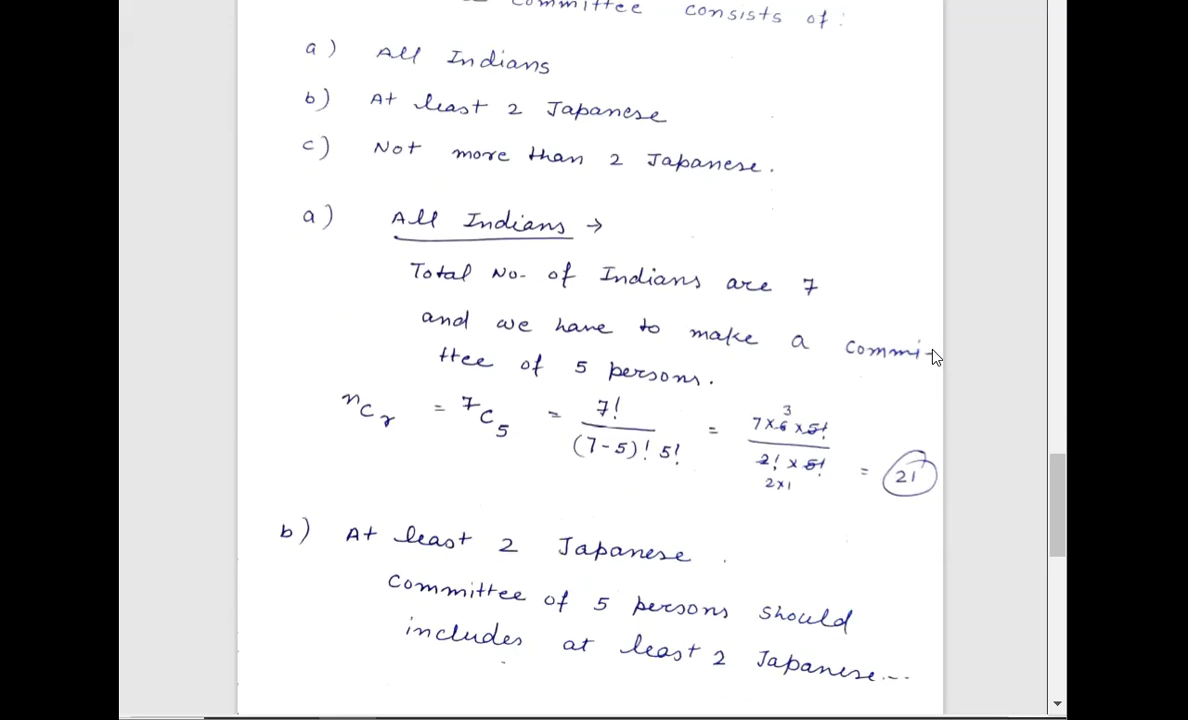 Committee consists of :
a) All Indians
b) At least 2 Japanese
c) Not more than 2 Japanese.
a) All Indians →
Total No. of Indians are 7
and we have to make a commi-
ttee of 5 persons.
nCr = 7C5 = 7! / (7-5)! 5! = 7×6×5! / 2!×5! = 21
3
2×1
b) At least 2 Japanese.
Committee of 5 persons should
includes at least 2 Japanese...